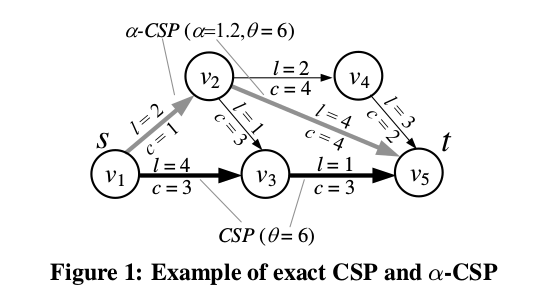 α-CSP (α=1.2,θ= 6)
v2
l = 2
c = 4
v4
l = 2
c = 1
l = 1
c = 3
l = 4
c = 4
l = 3
c = 2
s
t
v1
l = 4
c = 3
v3
l = 1
c = 3
v5
CSP (θ= 6)
Figure 1: Example of exact CSP and α-CSP